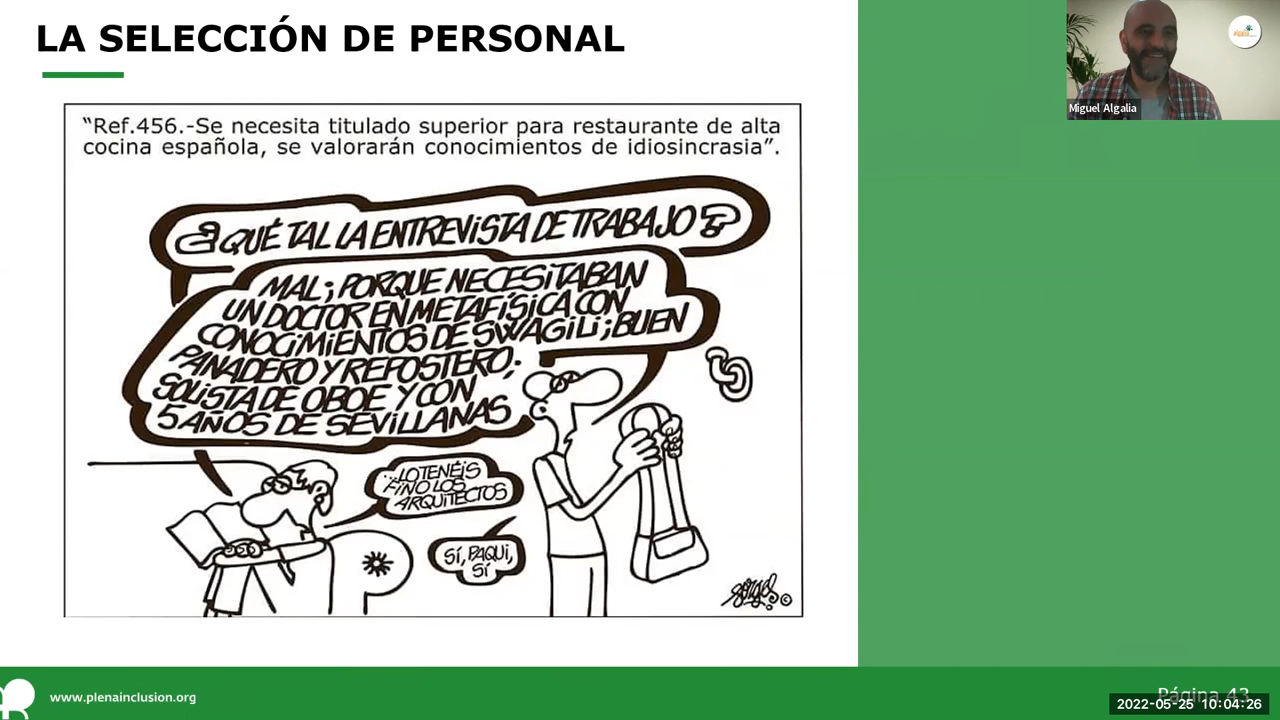 LA SELECCIÓN DE PERSONAL
Miguel Algalia
“Ref.456.-Se necesita titulado superior para restaurante de alta
cocina española, se valorarán conocimientos de idiosincrasia”.
¿QUÉ TAL LA ENTREVISTA DE TRABAJO?
MAL; PORQUE NECESITABAN
UN DOCTOR EN METAFÍSICA CON
CONOCIMIENTOS DE SWAGILI; BUEN
PANADERO Y REPOSTERO;
SOLISTA DE OBOE Y CON
5 AÑOS DE SEVILLANAS
LO TENÉIS
FINO LOS
ARQUITECTOS
SÍ, PAQUI,
SÍ
forges ©
www.plenainclusion.org
Página 43
2022-05-25 10:04:26